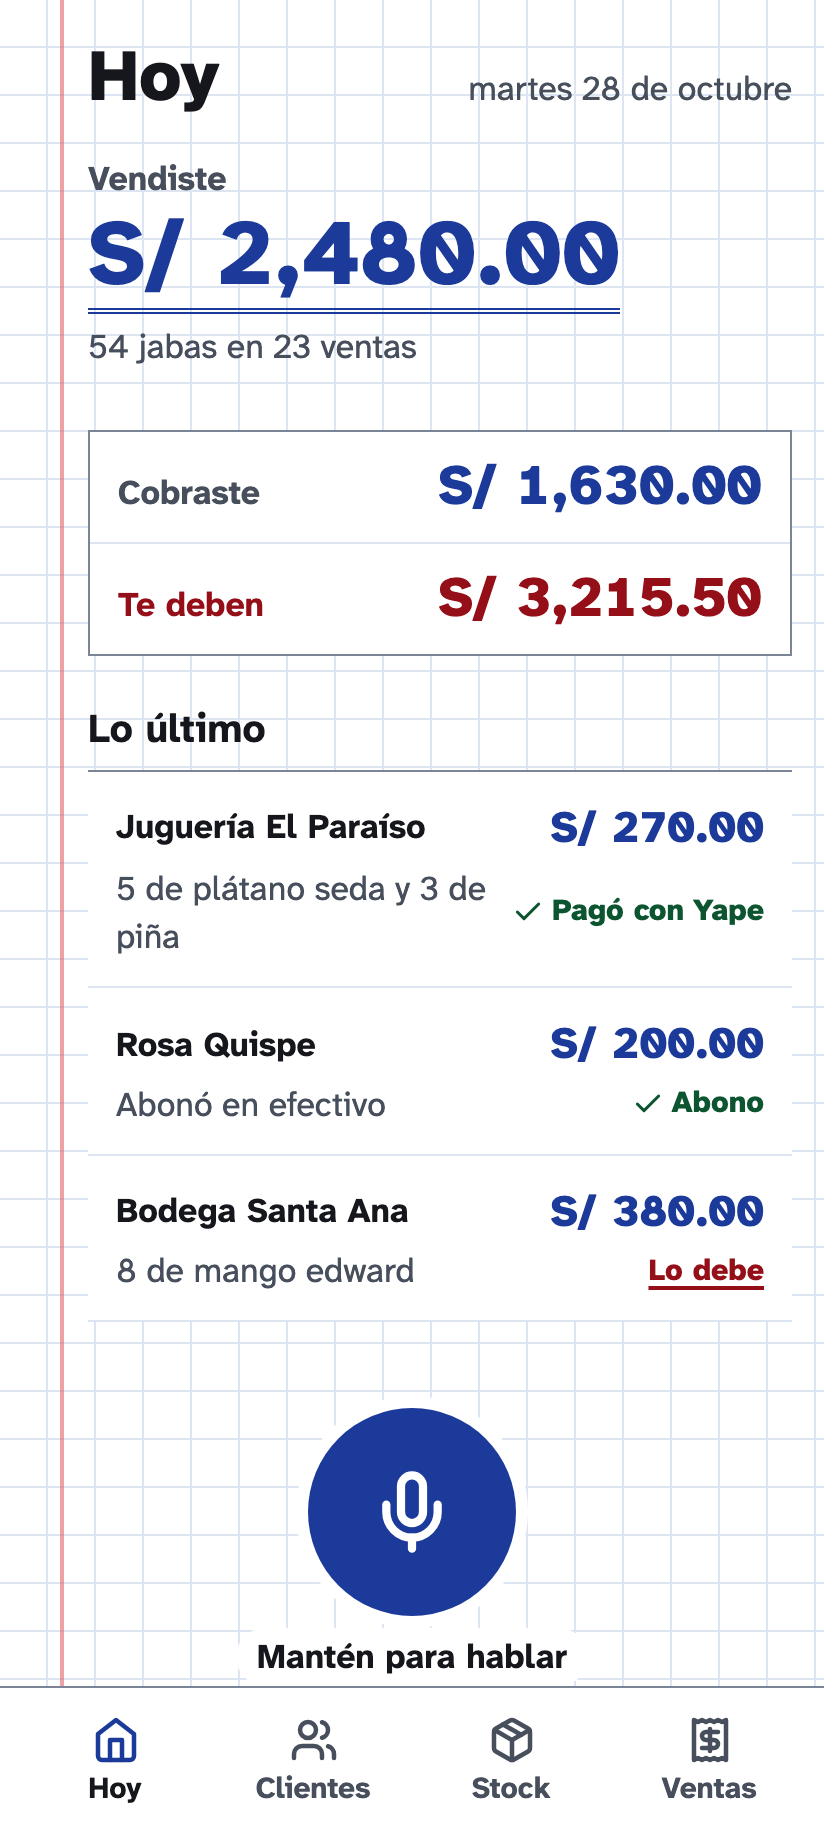 Hoy
martes 28 de octubre
Vendiste
S/ 2,480.00
54 jabas en 23 ventas
Cobraste S/ 1,630.00
Te deben S/ 3,215.50
Lo último
Juguería El Paraíso S/ 270.00
5 de plátano seda y 3 de
piña
Pagó con Yape
Rosa Quispe S/ 200.00
Abonó en efectivo Abono
Bodega Santa Ana S/ 380.00
8 de mango edward Lo debe
Mantén para hablar
Hoy Clientes Stock Ventas